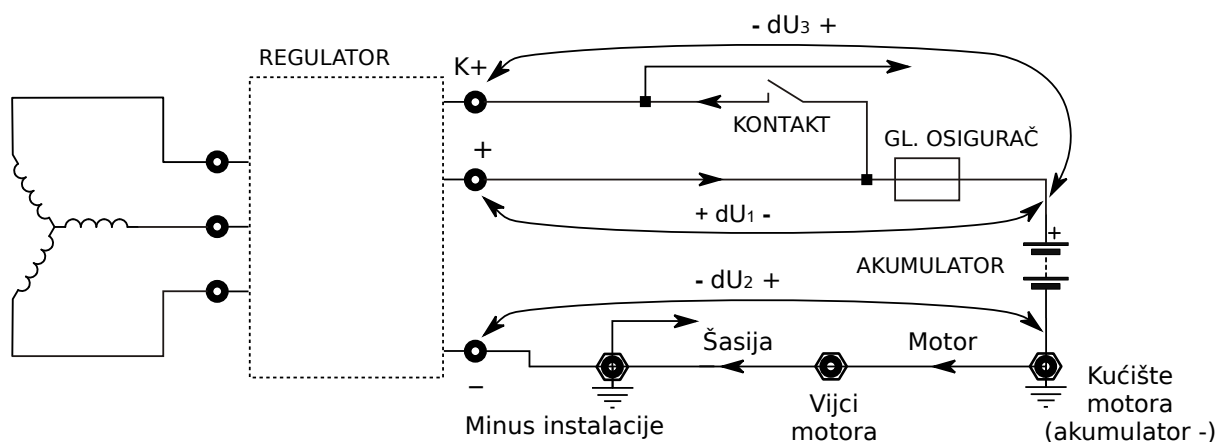 - dU3 +
REGULATOR
K+
KONTAKT
GL. OSIGURAČ
+
+ dU1 -
+
AKUMULATOR
- dU2 +
Šasija
Motor
–
Minus instalacije
Vijci
motora
Kućište
motora
(akumulator -)